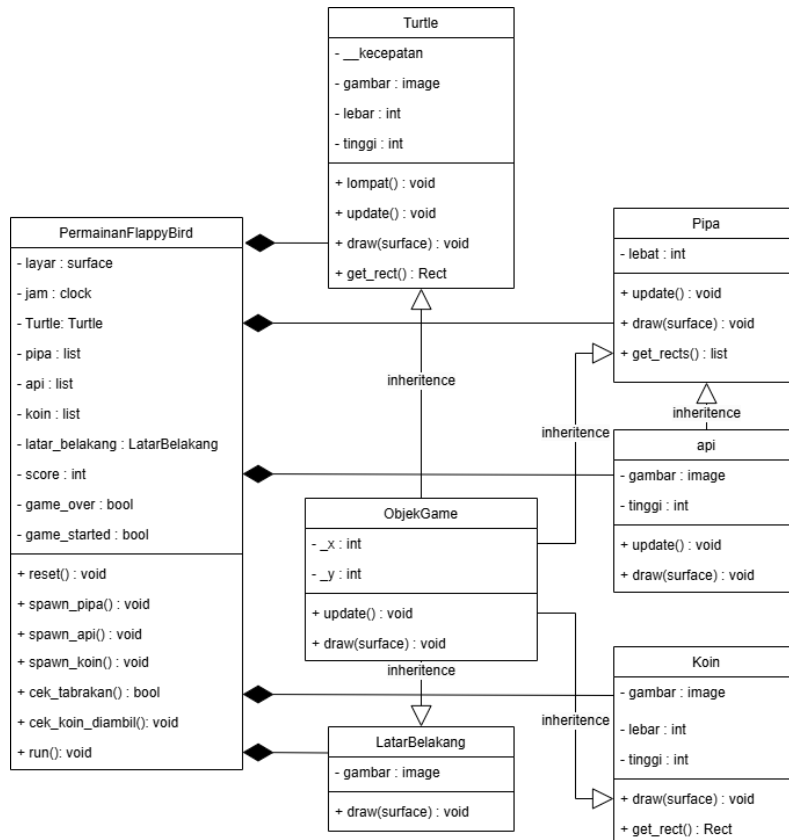 Turtle
- __kecepatan
- gambar : image
- lebar : int
- tinggi : int
+ lompat() : void
+ update() : void
+ draw(surface) : void
+ get_rect() : Rect
PermainanFlappyBird
- layar : surface
- jam : clock
- Turtle: Turtle
- pipa : list
- api : list
- koin : list
- latar_belakang : LatarBelakang
- score : int
- game_over : bool
- game_started : bool
+ reset() : void
+ spawn_pipa() : void
+ spawn_api() : void
+ spawn_koin() : void
+ cek_tabrakan() : bool
+ cek_koin_diambil(): void
+ run(): void
Pipa
- lebat : int
+ update() : void
+ draw(surface) : void
+ get_rects() : list
inheritence
inheritence
inheritence
api
- gambar : image
- tinggi : int
+ update() : void
+ draw(surface) : void
ObjekGame
- _x : int
- _y : int
+ update() : void
+ draw(surface) : void
inheritence
inheritence
Koin
- gambar : image
- lebar : int
- tinggi : int
+ draw(surface) : void
+ get_rect() : Rect
LatarBelakang
- gambar : image
+ draw(surface) : void